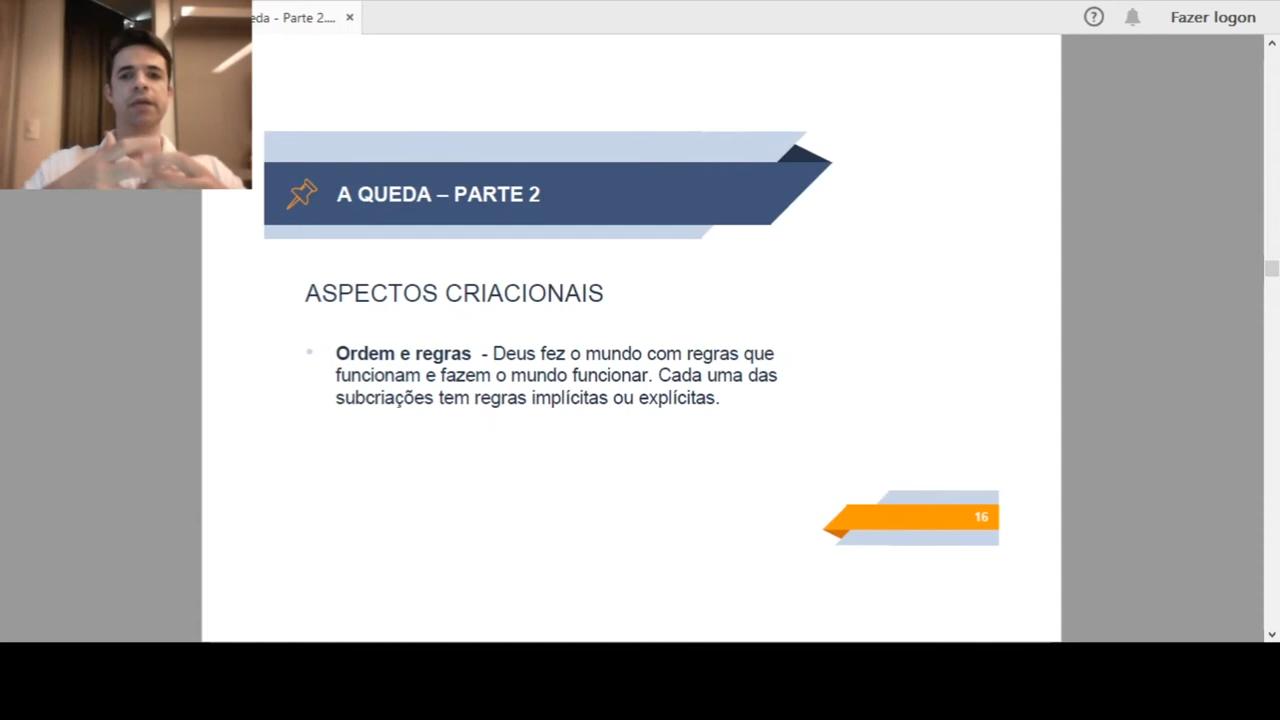 eda - Parte 2....
Fazer logon
A QUEDA – PARTE 2
ASPECTOS CRIACIONAIS
Ordem e regras - Deus fez o mundo com regras que
funcionam e fazem o mundo funcionar. Cada uma das
subcriações tem regras implícitas ou explícitas.
16